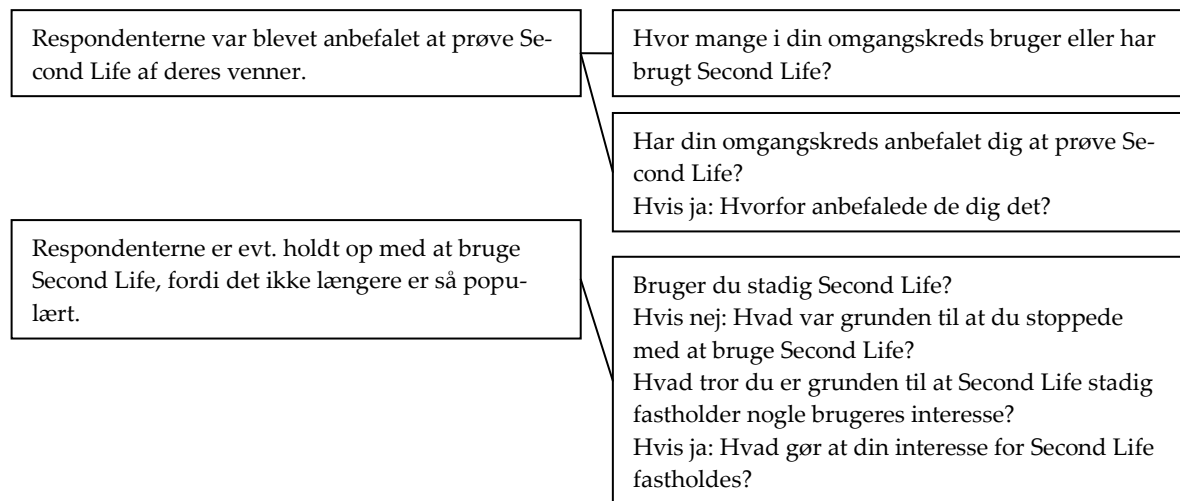 Respondenterne var blevet anbefalet at prøve Se-
cond Life af deres venner.
Hvor mange i din omgangskreds bruger eller har
brugt Second Life?
Har din omgangskreds anbefalet dig at prøve Se-
cond Life?
Hvis ja: Hvorfor anbefalede de dig det?
Respondenterne er evt. holdt op med at bruge
Second Life, fordi det ikke længere er så popu-
lært.
Bruger du stadig Second Life?
Hvis nej: Hvad var grunden til at du stoppede
med at bruge Second Life?
Hvad tror du er grunden til at Second Life stadig
fastholder nogle brugeres interesse?
Hvis ja: Hvad gør at din interesse for Second Life
fastholdes?